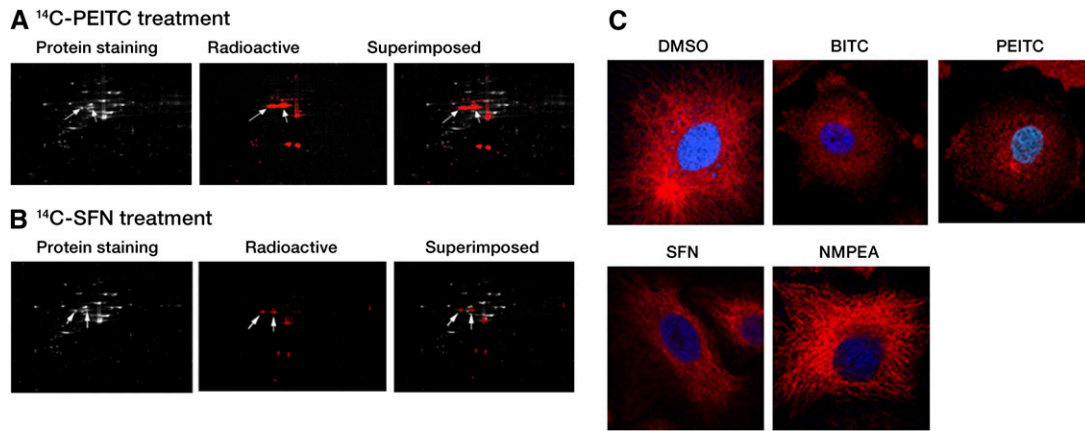 A ¹⁴C-PEITC treatment
Protein staining Radioactive Superimposed
B ¹⁴C-SFN treatment
Protein staining Radioactive Superimposed
C
DMSO BITC PEITC
SFN NMPEA